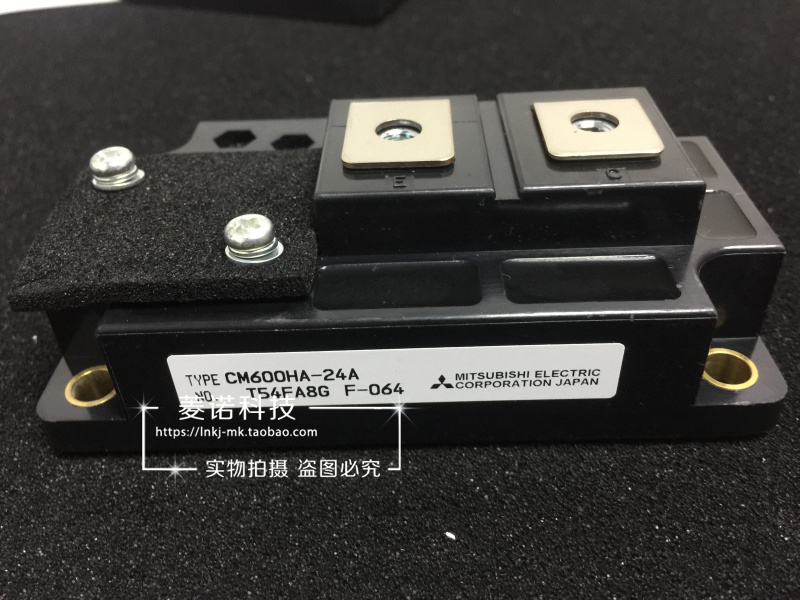 E
C
TYPE CM600HA-24A
NO. T54FA8G F-064
MITSUBISHI ELECTRIC
CORPORATION JAPAN
菱诺科技
https://lnkj-mk.taobao.com
实物拍摄 盗图必究